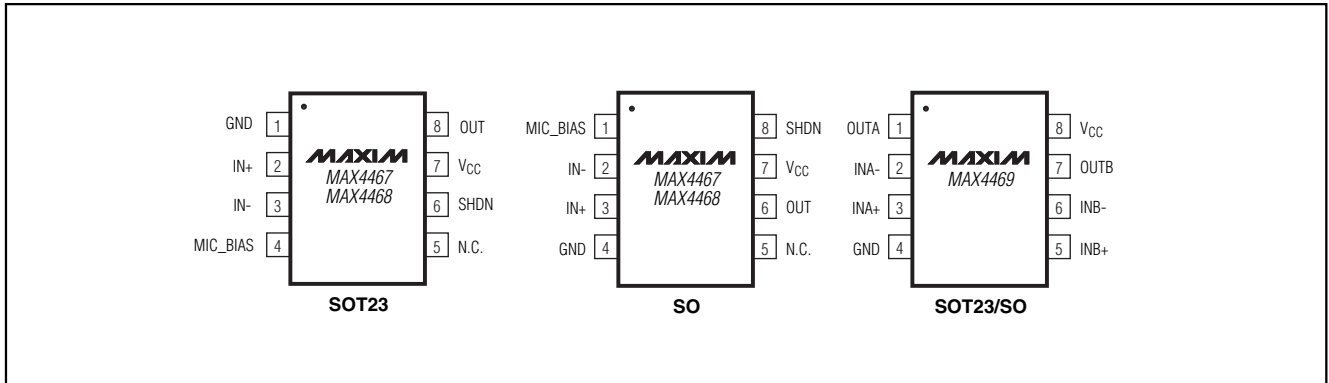 GND 1
IN+ 2
IN- 3
MIC_BIAS 4
MAXIM
MAX4467
MAX4468
8 OUT
7 VCC
6 SHDN
5 N.C.
SOT23
MIC_BIAS 1
IN- 2
IN+ 3
GND 4
MAXIM
MAX4467
MAX4468
8 SHDN
7 VCC
6 OUT
5 N.C.
SO
OUTA 1
INA- 2
INA+ 3
GND 4
MAXIM
MAX4469
8 VCC
7 OUTB
6 INB-
5 INB+
SOT23/SO